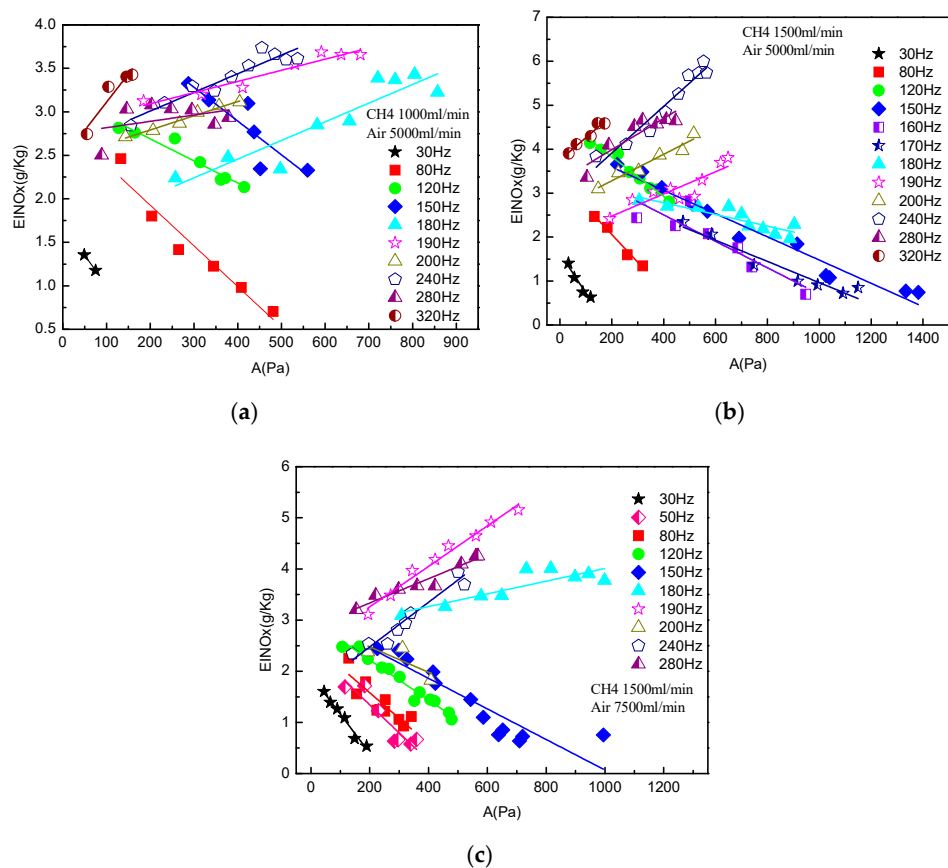 (a)
EINOx(g/Kg)
4.0
3.5
3.0
2.5
2.0
1.5
1.0
0.5
CH4 1000ml/min
Air 5000ml/min
30Hz
80Hz
120Hz
150Hz
180Hz
190Hz
200Hz
240Hz
280Hz
320Hz
0 100 200 300 400 500 600 700 800 900
A(Pa)
(a)
(b)
EINOx(g/Kg)
7
6
5
4
3
2
1
0
CH4 1500ml/min
Air 5000ml/min
30Hz
80Hz
120Hz
150Hz
160Hz
170Hz
180Hz
190Hz
200Hz
240Hz
280Hz
320Hz
0 200 400 600 800 1000 1200 1400
A(Pa)
(b)
EINOx(g/Kg)
6
5
4
3
2
1
0
30Hz
50Hz
80Hz
120Hz
150Hz
180Hz
190Hz
200Hz
240Hz
280Hz
CH4 1500ml/min
Air 7500ml/min
0 200 400 600 800 1000 1200
A(Pa)
(c)